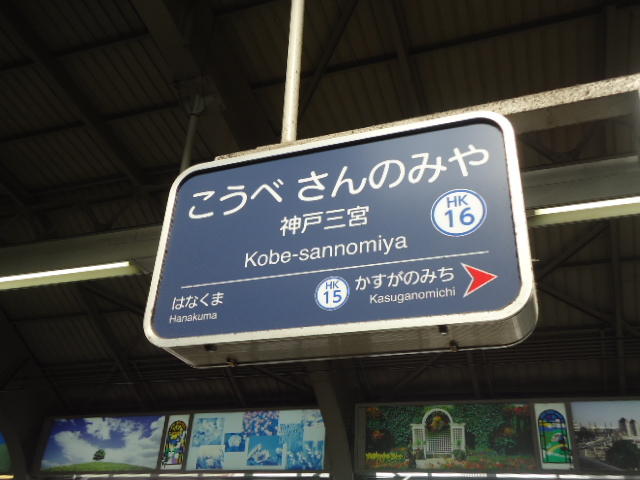 こうべ さんのみや
神戸三宮
HK
16
Kobe-sannomiya
はなくま
Hanakuma
HK
15
かすがのみち
Kasuganomichi